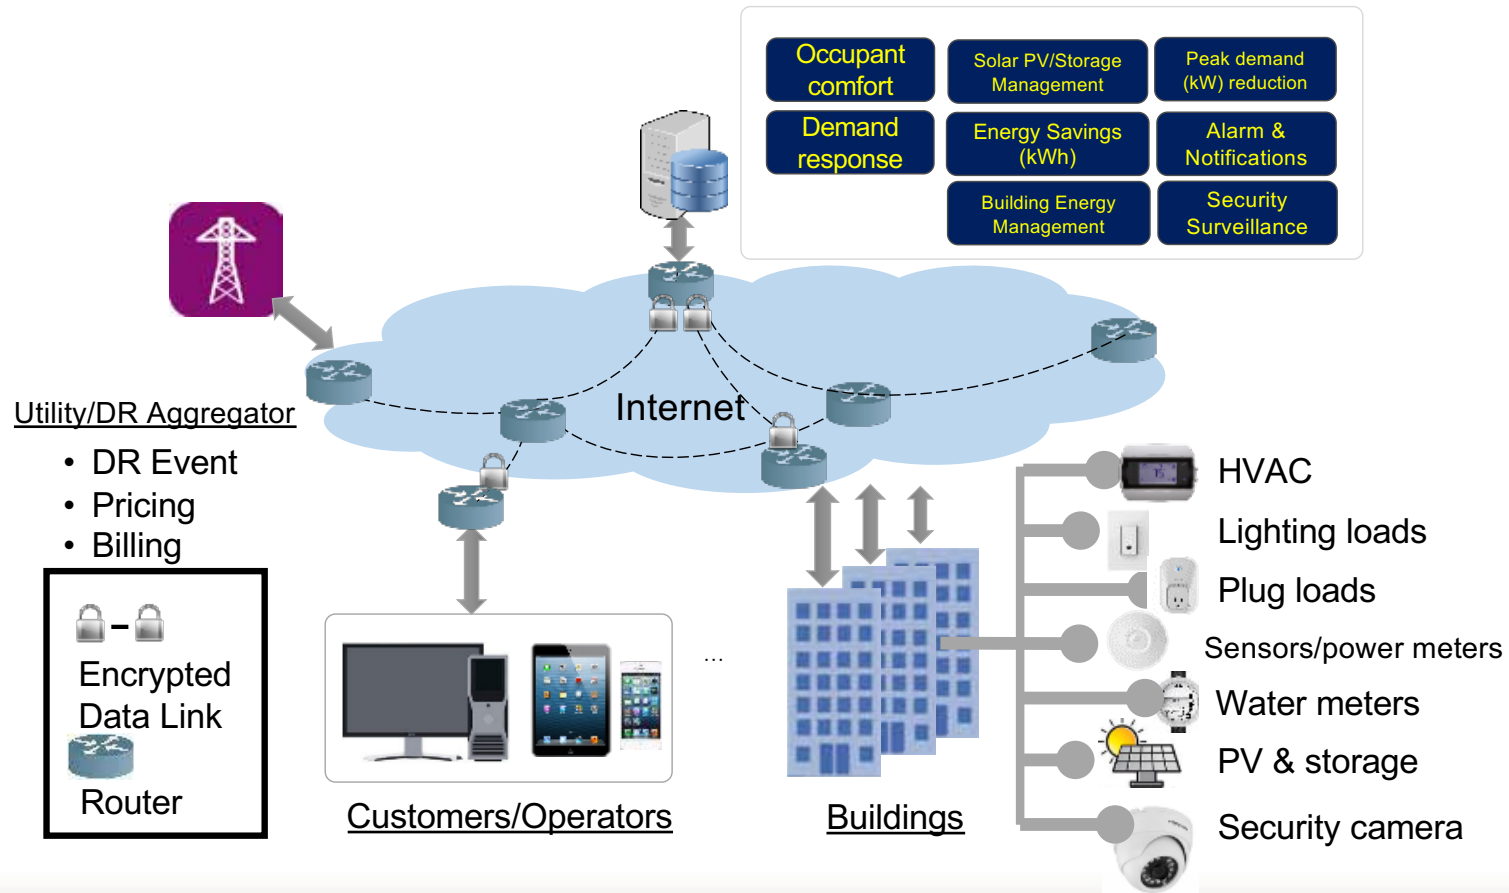 Occupant
comfort
Solar PV/Storage
Management
Peak demand
(kW) reduction
Demand
response
Energy Savings
(kWh)
Alarm &
Notifications
Building Energy
Management
Security
Surveillance
Internet
Utility/DR Aggregator
• DR Event
• Pricing
• Billing
Encrypted
Data Link
Router
...
Customers/Operators
Buildings
HVAC
Lighting loads
Plug loads
Sensors/power meters
Water meters
PV & storage
Security camera